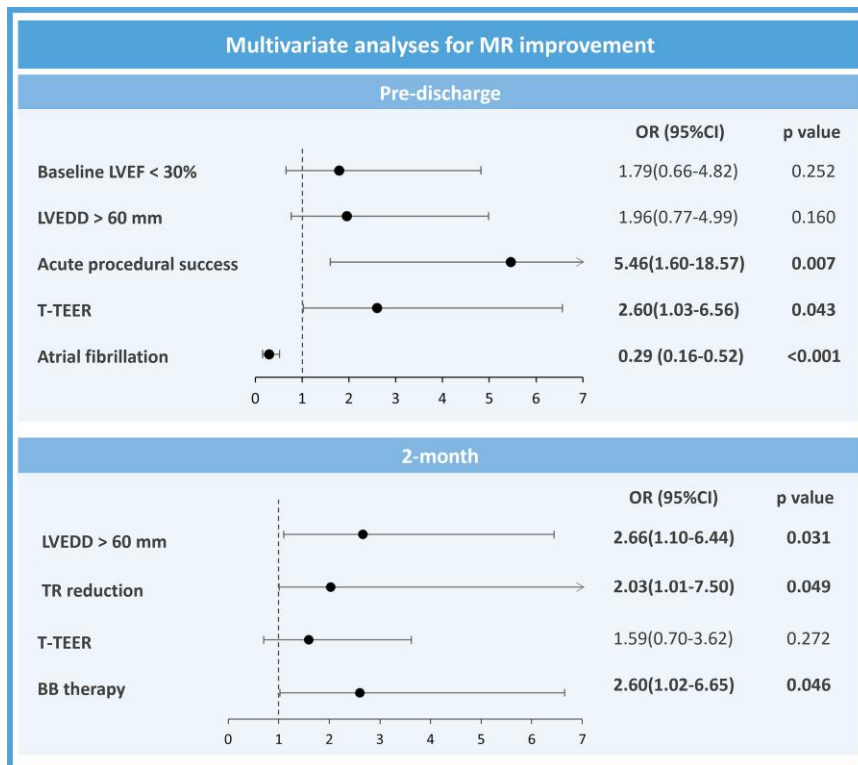 Multivariate analyses for MR improvement
Pre-discharge
OR (95%CI) p value
Baseline LVEF < 30% 1.79(0.66-4.82) 0.252
LVEDD > 60 mm 1.96(0.77-4.99) 0.160
Acute procedural success 5.46(1.60-18.57) 0.007
T-TEER 2.60(1.03-6.56) 0.043
Atrial fibrillation 0.29 (0.16-0.52) <0.001
0 1 2 3 4 5 6 7
2-month
OR (95%CI) p value
LVEDD > 60 mm 2.66(1.10-6.44) 0.031
TR reduction 2.03(1.01-7.50) 0.049
T-TEER 1.59(0.70-3.62) 0.272
BB therapy 2.60(1.02-6.65) 0.046
0 1 2 3 4 5 6 7